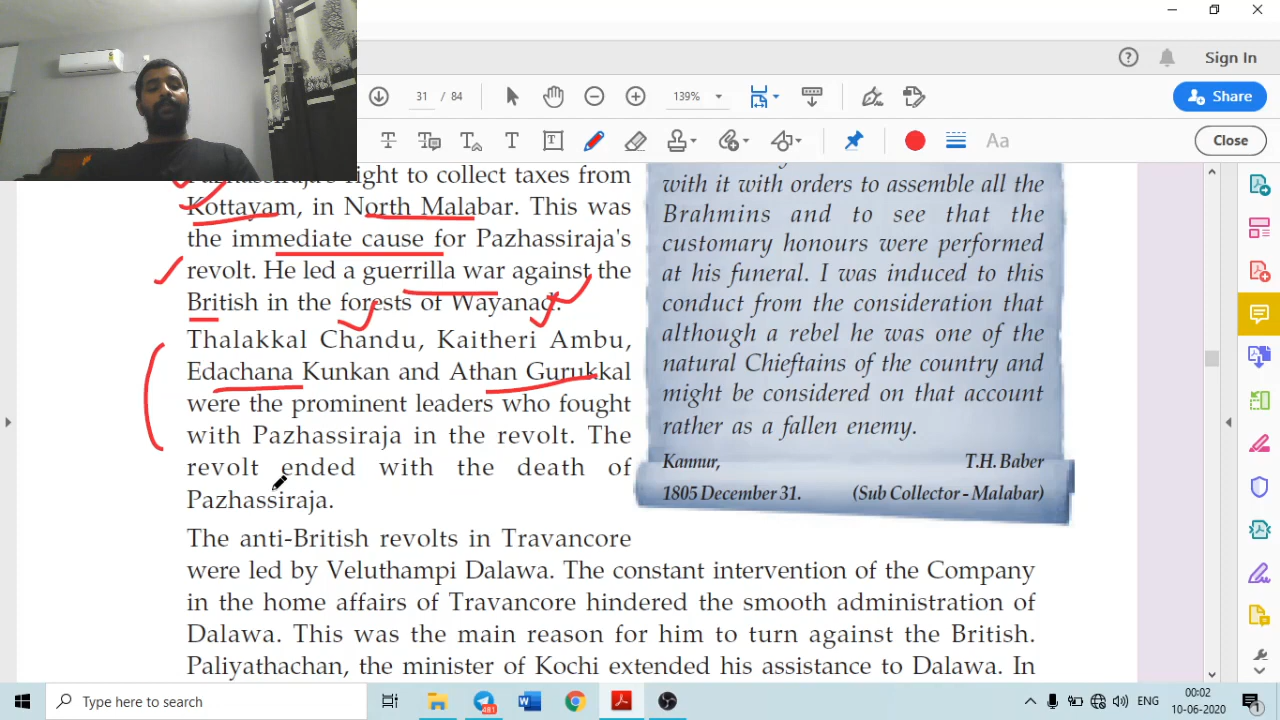 Sign In
31 / 84
139%
Share
Aa
Close
right to collect taxes from
Kottayam, in North Malabar. This was
the immediate cause for Pazhassiraja's
revolt. He led a guerrilla war against the
British in the forests of Wayanad.
Thalakkal Chandu, Kaitheri Ambu,
Edachana Kunkan and Athan Gurukkal
were the prominent leaders who fought
with Pazhassiraja in the revolt. The
revolt ended with the death of
Pazhassiraja.
with it with orders to assemble all the
Brahmins and to see that the
customary honours were performed
at his funeral. I was induced to this
conduct from the consideration that
although a rebel he was one of the
natural Chieftains of the country and
might be considered on that account
rather as a fallen enemy.
Kannur, T.H. Baber
1805 December 31. (Sub Collector - Malabar)
The anti-British revolts in Travancore
were led by Veluthampi Dalawa. The constant intervention of the Company
in the home affairs of Travancore hindered the smooth administration of
Dalawa. This was the main reason for him to turn against the British.
Paliyathachan, the minister of Kochi extended his assistance to Dalawa. In
Type here to search
481
ENG
00:02
10-06-2020
1